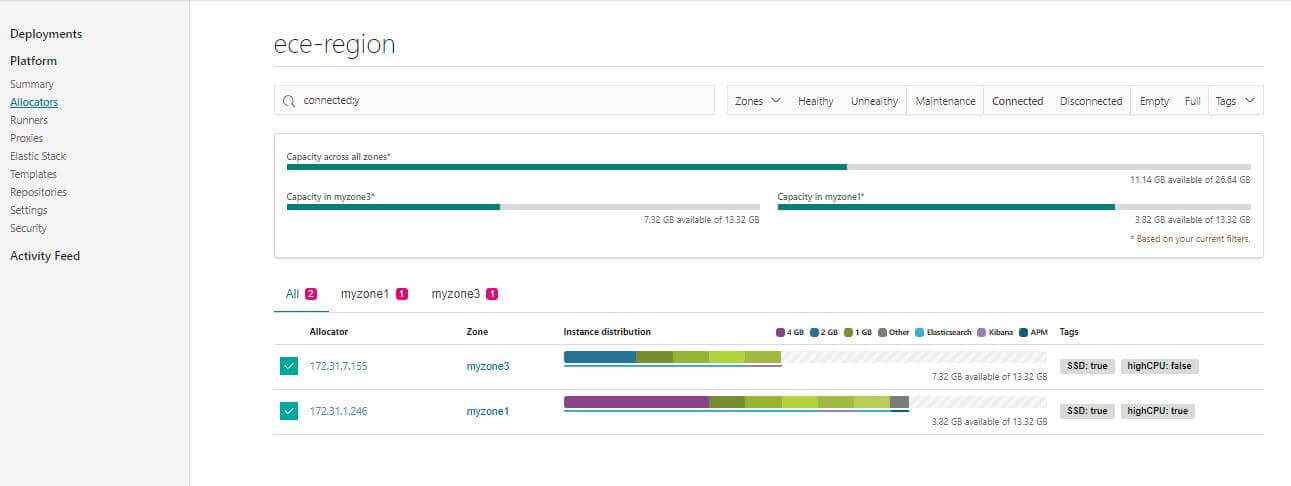 Deployments
Platform
Summary
Allocators
Runners
Proxies
Elastic Stack
Templates
Repositories
Settings
Security
Activity Feed
ece-region
connected:y
Zones Healthy Unhealthy Maintenance Connected Disconnected Empty Full Tags
Capacity across all zones*
11.14 GB available of 26.64 GB
Capacity in myzone3* Capacity in myzone1*
7.32 GB available of 13.32 GB 3.82 GB available of 13.32 GB
* Based on your current filters.
All 2 myzone1 1 myzone3 1
Allocator Zone Instance distribution 4 GB 2 GB 1 GB Other Elasticsearch Kibana APM Tags
172.31.7.155 myzone3 SSD: true highCPU: false
7.32 GB available of 13.32 GB
172.31.1.246 myzone1 SSD: true highCPU: true
3.82 GB available of 13.32 GB